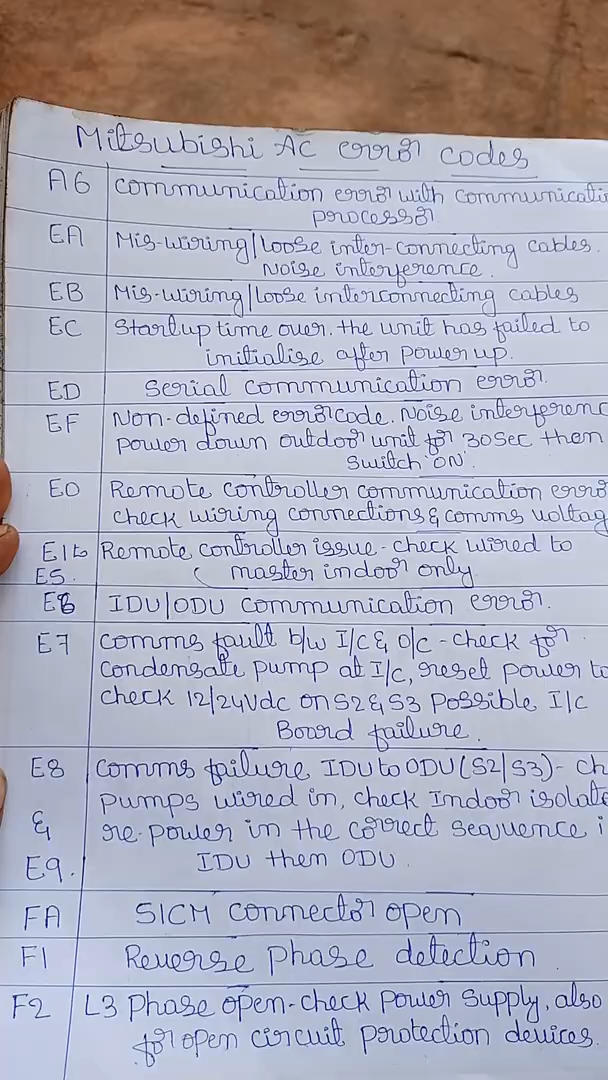 Mitsubishi AC error codes
A6 communication error with communicati
processor
EA Mis-wiring/loose inter-connecting cables.
Noise interference.
EB Mis-wiring/loose interconnecting cables
EC Startup time over. the unit has failed to
initialise after power up.
ED Serial communication error.
EF Non-defined error code. Noise interferenc
power down outdoor unit for 30sec then
switch ON
E0 Remote controller communication erro
check wiring connections & comms voltag
E1 to Remote controller issue - check wired to
E5. master indoor only.
E6 IDU/ODU communication error.
E7 comms fault b/w I/C & O/C - check for
condensate pump at I/C, reset power to
check 12/24Vdc on S2 & S3 possible I/C
Board failure.
E8 comms failure, IDU to ODU (S2/S3) - Ch
pumps wired in, check Indoor isolate
& re-power in the correct sequence i
E9. IDU then ODU.
FA SICM connector open
F1 Reverse phase detection
F2 L3 Phase open - check power supply, also
for open circuit protection devices.